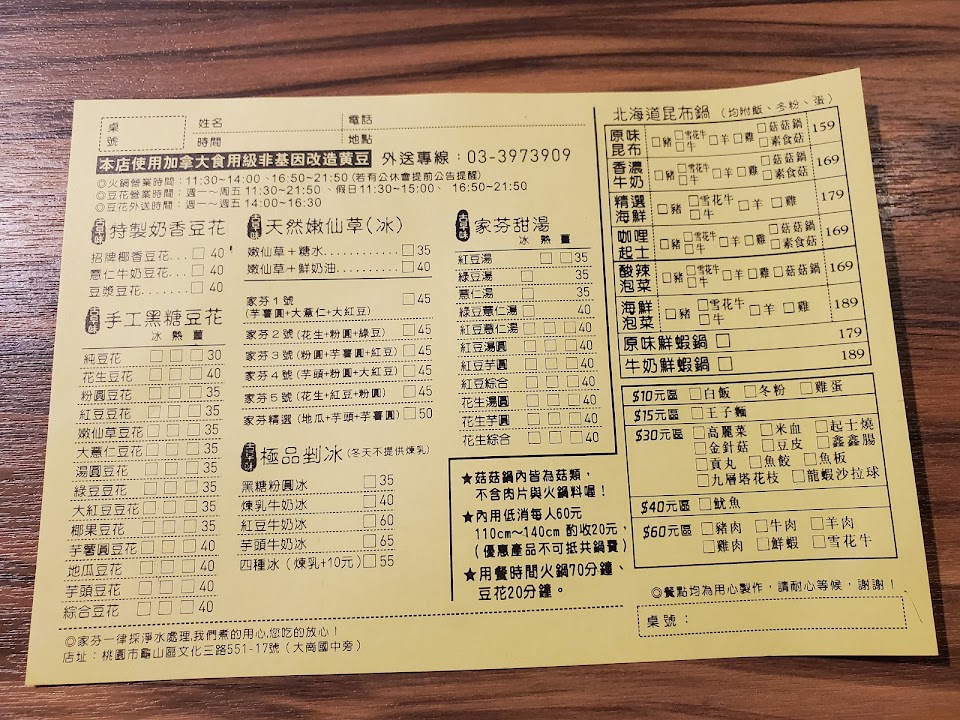 桌號
姓名
電話
時間
地點
本店使用加拿大食用級非基因改造黃豆 外送專線：03-3973909
◎火鍋營業時間：11:30~14:00、16:50~21:50(若有公休會提前公告提醒)
◎豆花營業時間：週一～周五11:30~21:50、假日11:30~15:00、16:50~21:50
◎豆花外送時間：週一~週五14:00~16:30
古早味 特製奶香豆花
招牌椰香豆花...□ 40
薏仁牛奶豆花...□ 40
豆漿豆花........□ 40
古早味 手工黑糖豆花
冰 熱 薑
純豆花 □ □ □ 30
花生豆花 □ □ □ 40
粉圓豆花 □ □ □ 35
紅豆豆花 □ □ □ 35
嫩仙草豆花 □ □ □ 35
大薏仁豆花 □ □ □ 35
湯圓豆花 □ □ □ 35
綠豆豆花 □ □ □ 35
大紅豆豆花 □ □ □ 35
椰果豆花 □ □ □ 35
芋薯圓豆花 □ □ □ 40
地瓜豆花 □ □ □ 40
芋頭豆花 □ □ □ 40
綜合豆花 □ □ □ 40
天然嫩仙草(冰)
嫩仙草+糖水............□ 35
嫩仙草+鮮奶油.........□ 40
家芬1號 □ 45
(芋薯圓+大薏仁+大紅豆)
家芬2號(花生+粉圓+綠豆) □ 45
家芬3號(粉圓+芋薯圓+紅豆) □ 45
家芬4號(芋頭+粉圓+大紅豆) □ 45
家芬5號(花生+紅豆+粉圓) □ 45
家芬精選(地瓜+芋頭+芋薯圓) □ 50
古早味 極品剉冰(冬天不提供煉乳)
黑糖粉圓冰 □ 35
煉乳牛奶冰 □ 40
紅豆牛奶冰 □ 60
芋頭牛奶冰 □ 65
四種冰(煉乳+10元) □ 55
古早味 家芬甜湯
冰 熱 薑
紅豆湯 □ □ 35
綠豆湯 □ 35
薏仁湯 □ 35
綠豆薏仁湯 □ 40
紅豆薏仁湯 □ □ □ 40
紅豆湯圓 □ □ □ 40
紅豆芋圓 □ □ □ 40
紅豆綜合 □ □ □ 40
花生湯圓 □ □ □ 40
花生芋圓 □ □ □ 40
花生綜合 □ □ □ 40
★菇菇鍋內皆為菇類，
不含肉片與火鍋料喔！
★內用低消每人60元
110cm～140cm 酌收20元，
(優惠產品不可抵共鍋費)
★用餐時間火鍋70分鐘、
豆花20分鐘。
北海道昆布鍋 (均附飯、冬粉、蛋)
原味昆布 □豬 □雪花牛 □牛 □羊 □雞 □菇菇鍋 □素食菇 159
香濃牛奶 □豬 □雪花牛 □牛 □羊 □雞 □菇菇鍋 □素食菇 169
精選海鮮 □豬 □雪花牛 □牛 □羊 □雞 179
咖哩起士 □豬 □雪花牛 □牛 □羊 □雞 □菇菇鍋 □素食菇 169
酸辣泡菜 □豬 □雪花牛 □牛 □羊 □雞 □菇菇鍋 169
海鮮泡菜 □豬 □雪花牛 □牛 □羊 □雞 189
原味鮮蝦鍋 □ 179
牛奶鮮蝦鍋 □ 189
$10元區 □白飯 □冬粉 □雞蛋
$15元區 □王子麵
$30元區 □高麗菜 □米血 □起士燒
□金針菇 □豆皮 □鑫鑫腸
□貢丸 □魚餃 □魚板
□九層塔花枝 □龍蝦沙拉球
$40元區 □魷魚
$60元區 □豬肉 □牛肉 □羊肉
□雞肉 □鮮蝦 □雪花牛
◎餐點均為用心製作，請耐心等候，謝謝！
桌號：
◎家芬一律採淨水處理,我們煮的用心,您吃的放心！
店址：桃園市龜山區文化三路551-17號（大崗國中旁）